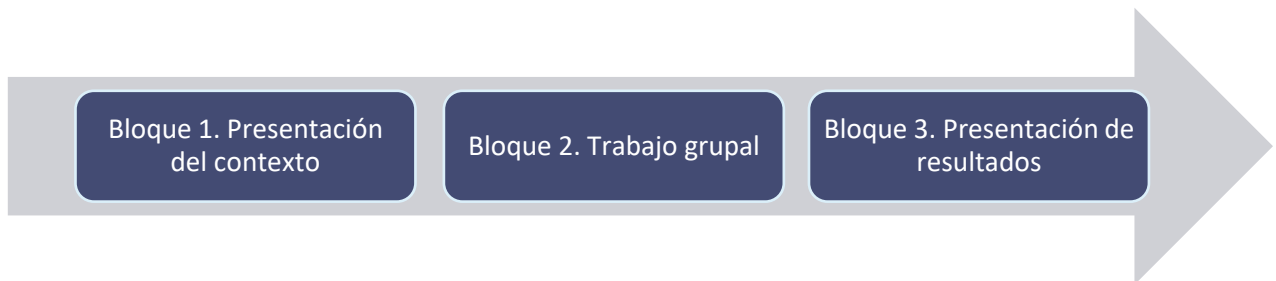 Bloque 1. Presentación
del contexto
Bloque 2. Trabajo grupal
Bloque 3. Presentación de
resultados